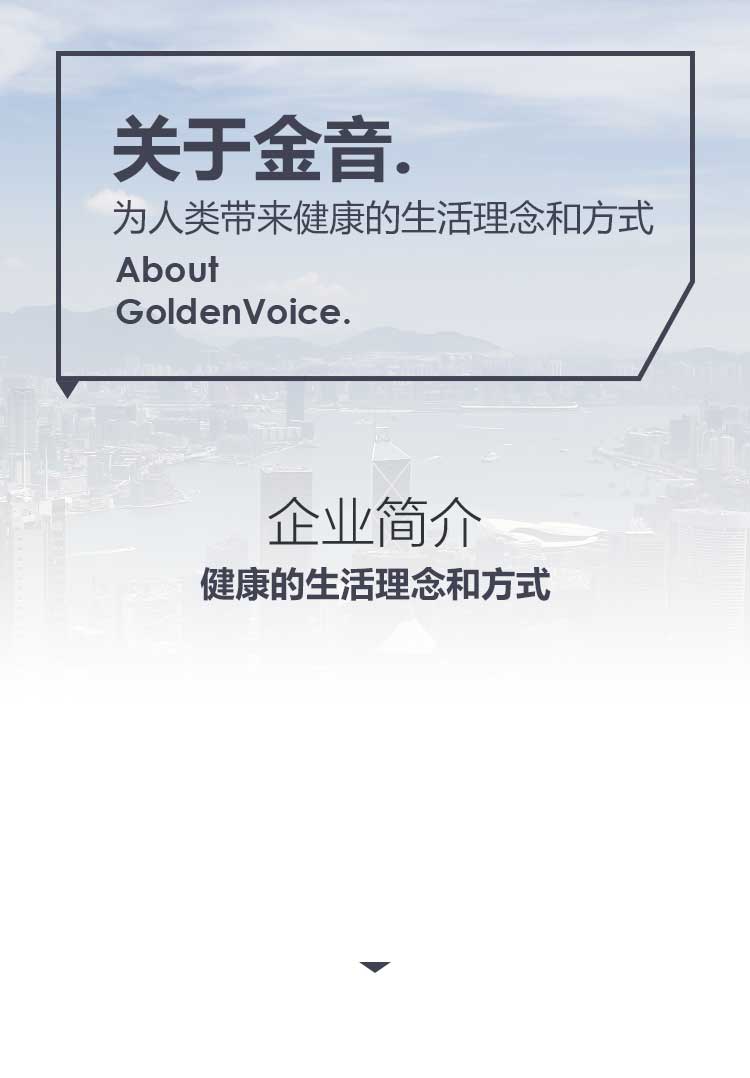 关于金音.
为人类带来健康的生活理念和方式
About
GoldenVoice.
企业简介
健康的生活理念和方式